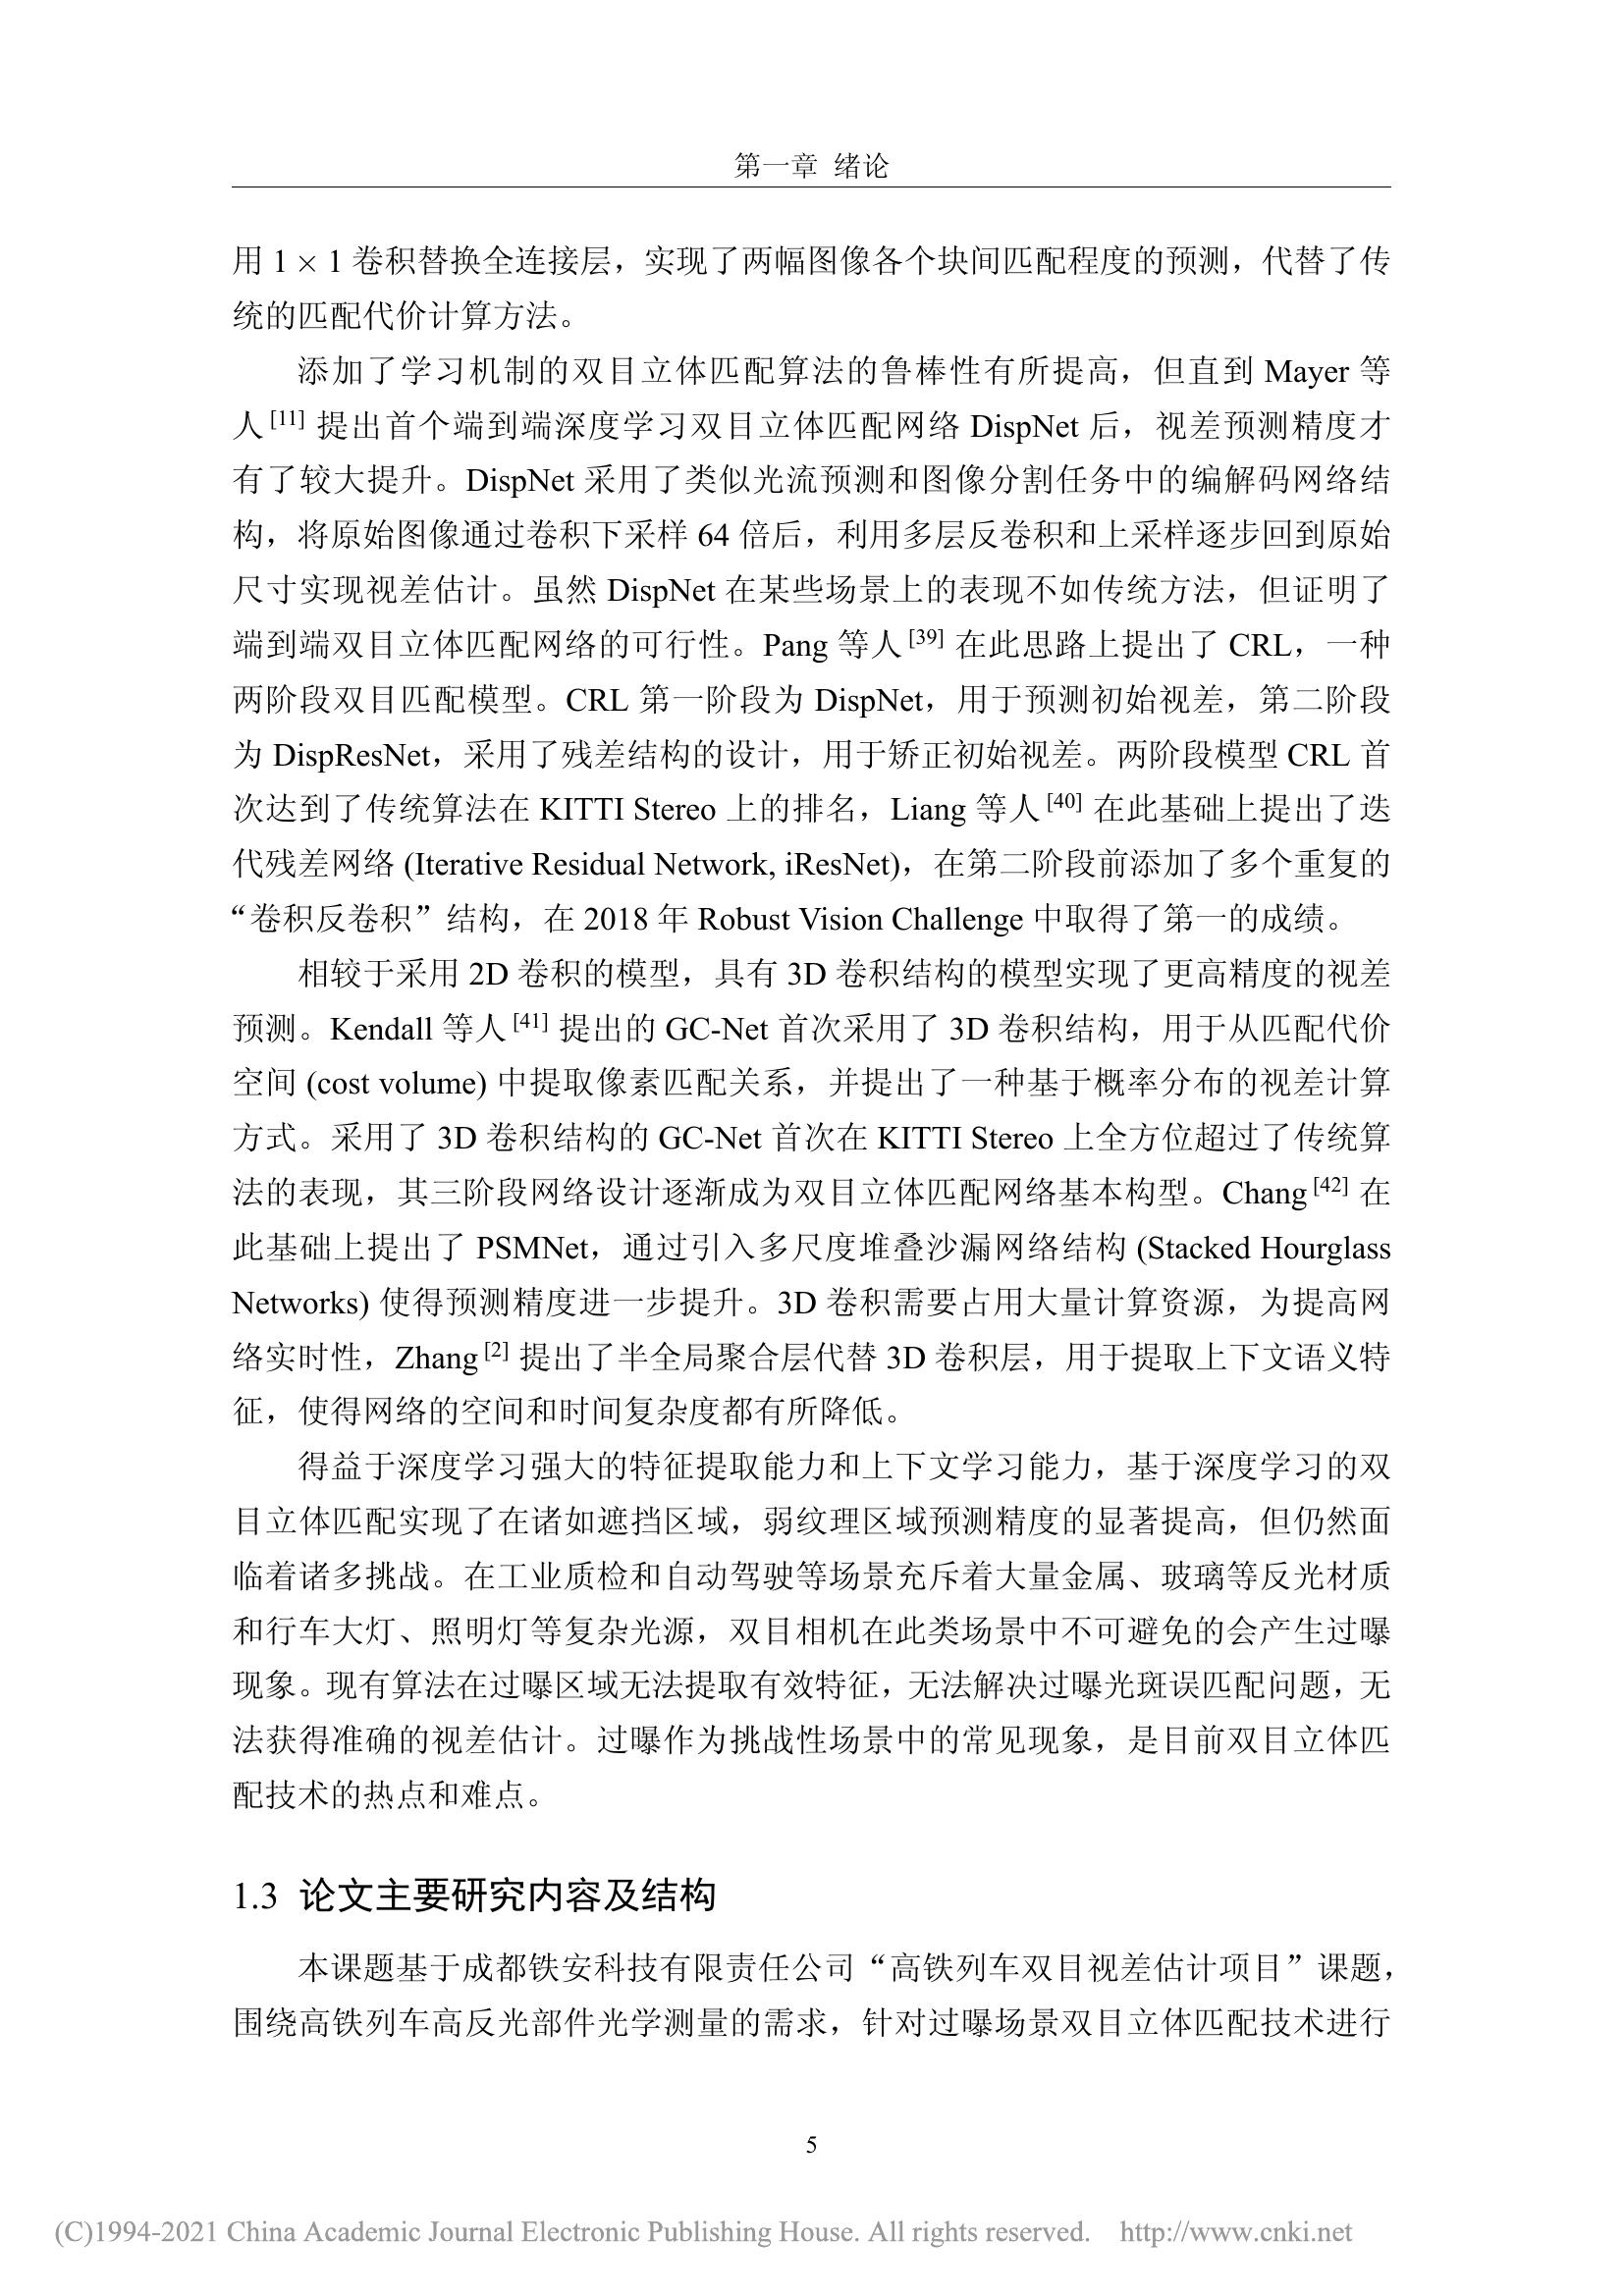 第一章 绪论
用 1 × 1 卷积替换全连接层，实现了两幅图像各个块间匹配程度的预测，代替了传
统的匹配代价计算方法。
添加了学习机制的双目立体匹配算法的鲁棒性有所提高，但直到 Mayer 等
人[11] 提出首个端到端深度学习双目立体匹配网络 DispNet 后，视差预测精度才
有了较大提升。DispNet 采用了类似光流预测和图像分割任务中的编解码网络结
构，将原始图像通过卷积下采样 64 倍后，利用多层反卷积和上采样逐步回到原始
尺寸实现视差估计。虽然 DispNet 在某些场景上的表现不如传统方法，但证明了
端到端双目立体匹配网络的可行性。Pang 等人[39] 在此思路上提出了 CRL，一种
两阶段双目匹配模型。CRL 第一阶段为 DispNet，用于预测初始视差，第二阶段
为 DispResNet，采用了残差结构的设计，用于矫正初始视差。两阶段模型 CRL 首
次达到了传统算法在 KITTI Stereo 上的排名，Liang 等人[40] 在此基础上提出了迭
代残差网络 (Iterative Residual Network, iResNet)，在第二阶段前添加了多个重复的
“卷积反卷积”结构，在 2018 年 Robust Vision Challenge 中取得了第一的成绩。
相较于采用 2D 卷积的模型，具有 3D 卷积结构的模型实现了更高精度的视差
预测。Kendall 等人[41] 提出的 GC-Net 首次采用了 3D 卷积结构，用于从匹配代价
空间 (cost volume) 中提取像素匹配关系，并提出了一种基于概率分布的视差计算
方式。采用了 3D 卷积结构的 GC-Net 首次在 KITTI Stereo 上全方位超过了传统算
法的表现，其三阶段网络设计逐渐成为双目立体匹配网络基本构型。Chang[42] 在
此基础上提出了 PSMNet，通过引入多尺度堆叠沙漏网络结构 (Stacked Hourglass
Networks) 使得预测精度进一步提升。3D 卷积需要占用大量计算资源，为提高网
络实时性，Zhang[2] 提出了半全局聚合层代替 3D 卷积层，用于提取上下文语义特
征，使得网络的空间和时间复杂度都有所降低。
得益于深度学习强大的特征提取能力和上下文学习能力，基于深度学习的双
目立体匹配实现了在诸如遮挡区域，弱纹理区域预测精度的显著提高，但仍然面
临着诸多挑战。在工业质检和自动驾驶等场景充斥着大量金属、玻璃等反光材质
和行车大灯、照明灯等复杂光源，双目相机在此类场景中不可避免的会产生过曝
现象。现有算法在过曝区域无法提取有效特征，无法解决过曝光斑误匹配问题，无
法获得准确的视差估计。过曝作为挑战性场景中的常见现象，是目前双目立体匹
配技术的热点和难点。
1.3 论文主要研究内容及结构
本课题基于成都铁安科技有限责任公司“高铁列车双目视差估计项目”课题，
围绕高铁列车高反光部件光学测量的需求，针对过曝场景双目立体匹配技术进行
5
(C)1994-2021 China Academic Journal Electronic Publishing House. All rights reserved. http://www.cnki.net